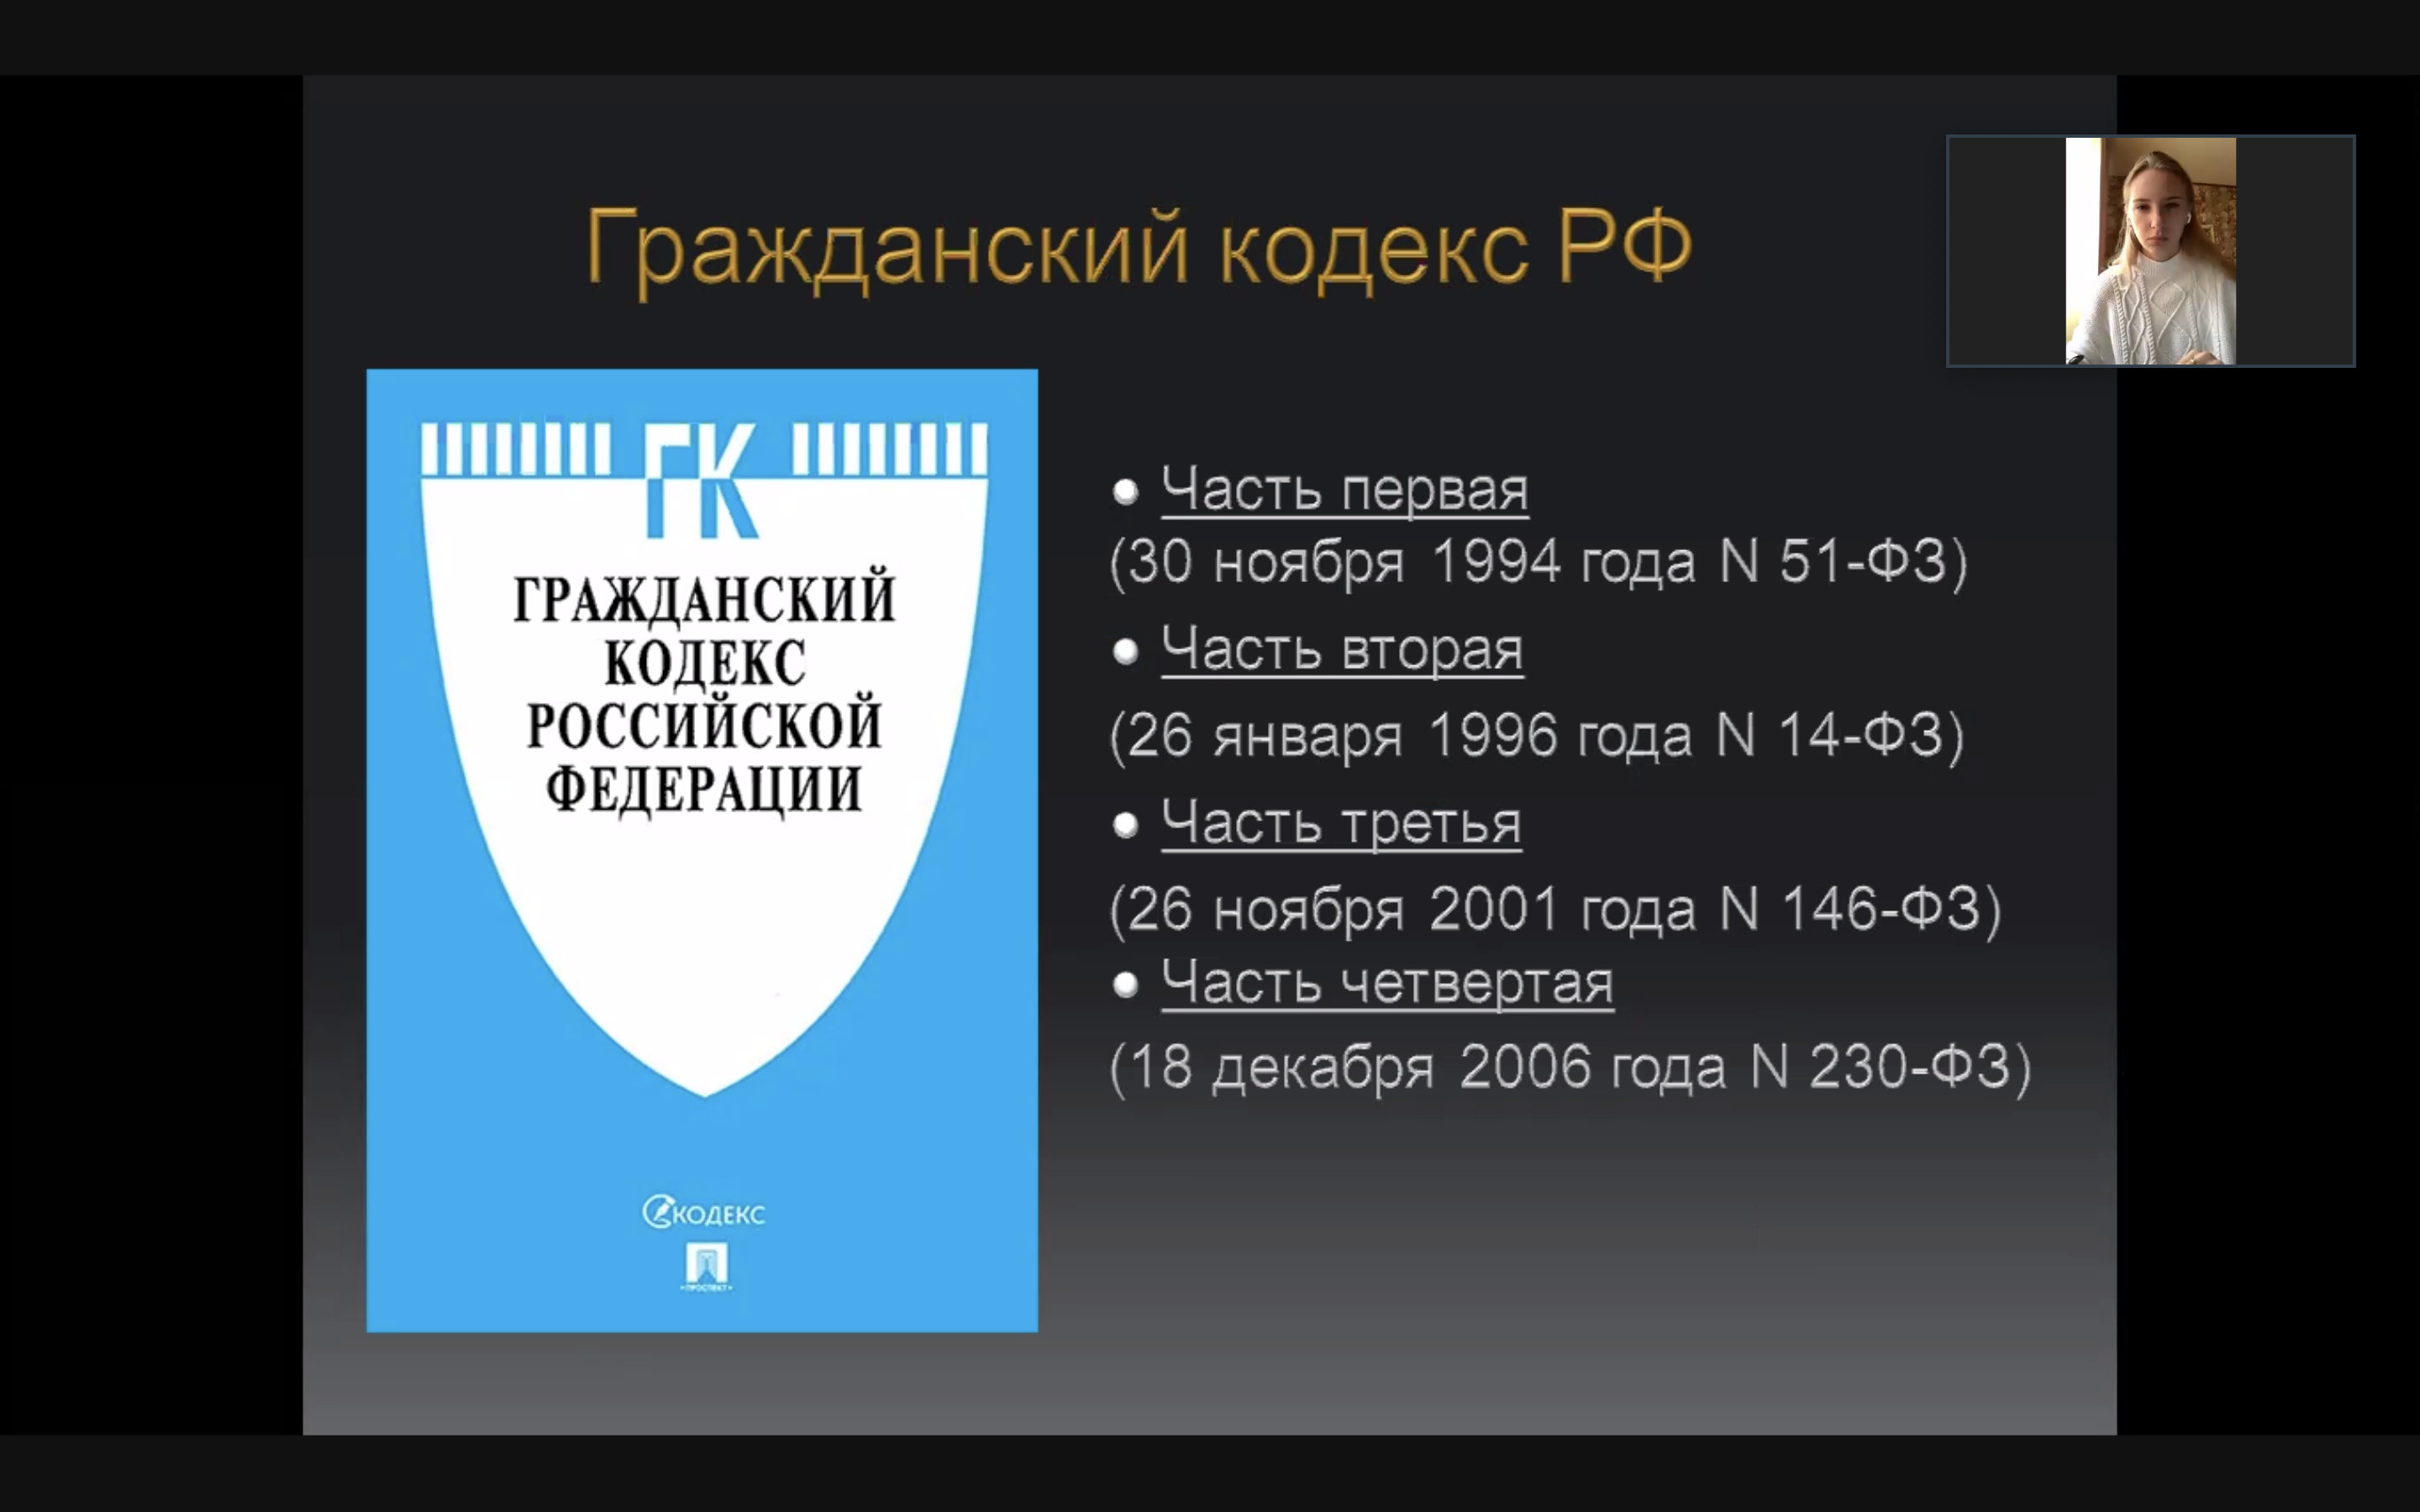 Гражданский кодекс РФ
ГК
ГРАЖДАНСКИЙ
КОДЕКС
РОССИЙСКОЙ
ФЕДЕРАЦИИ
КОДЕКС
•ПРОСПЕКТ•
• Часть первая
(30 ноября 1994 года N 51-ФЗ)
• Часть вторая
(26 января 1996 года N 14-ФЗ)
• Часть третья
(26 ноября 2001 года N 146-ФЗ)
• Часть четвертая
(18 декабря 2006 года N 230-ФЗ)